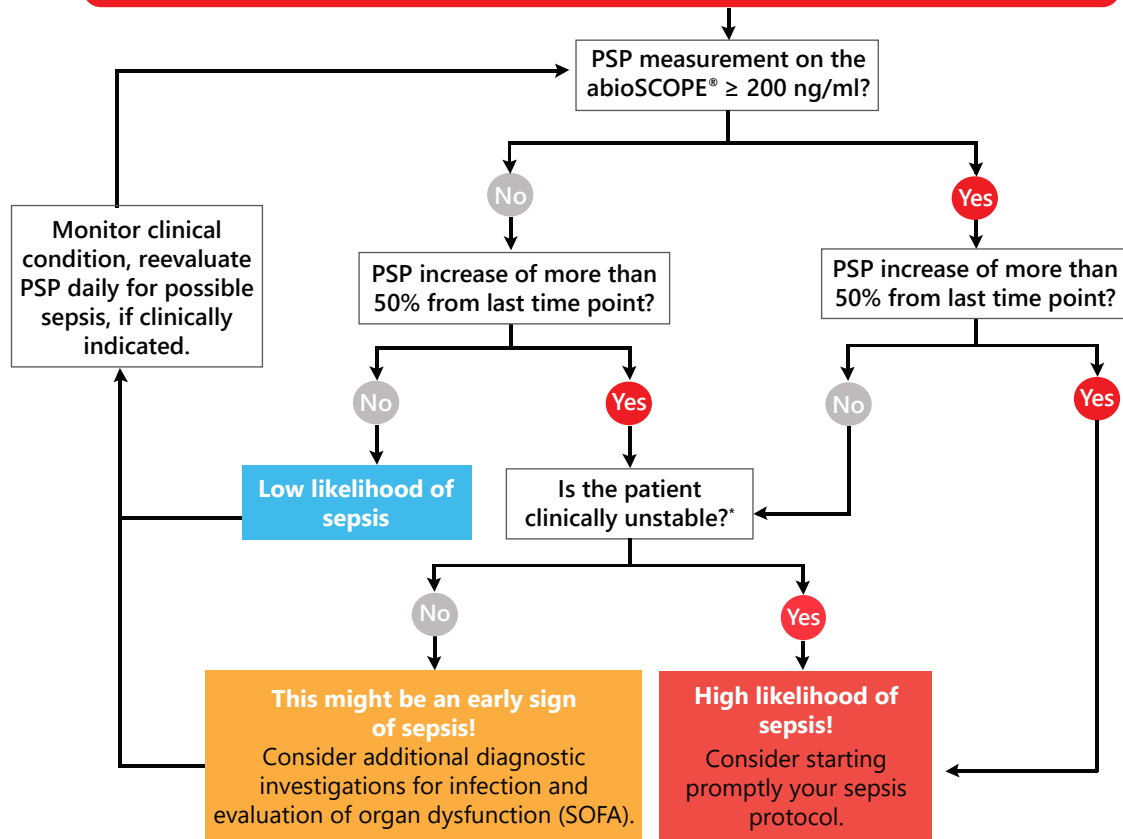 PSP measurement on the
abioSCOPE® ≥ 200 ng/ml?
No
Yes
Monitor clinical
condition, reevaluate
PSP daily for possible
sepsis, if clinically
indicated.
PSP increase of more than
50% from last time point?
PSP increase of more than
50% from last time point?
No
Yes
No
Yes
Low likelihood of
sepsis
Is the patient
clinically unstable?*
No
Yes
This might be an early sign
of sepsis!
Consider additional diagnostic
investigations for infection and
evaluation of organ dysfunction (SOFA).
High likelihood of
sepsis!
Consider starting
promptly your sepsis
protocol.